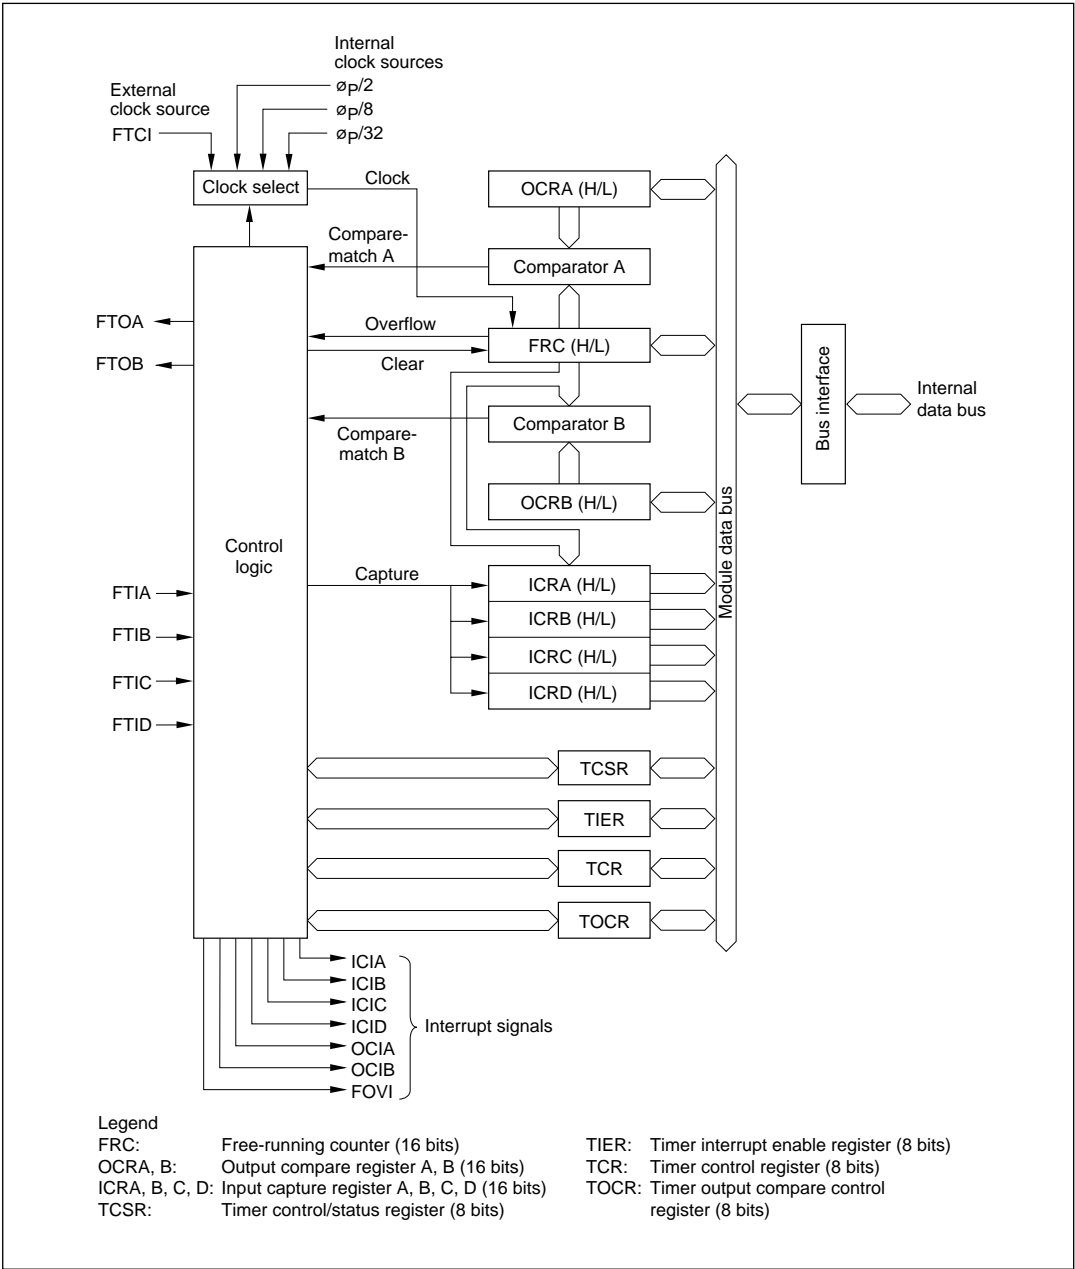 Internal
clock sources
øP/2
External
clock source
øP/8
FTCI
øP/32
Clock select
Clock
OCRA (H/L)
Compare-
match A
Comparator A
FTOA
Overflow
FRC (H/L)
FTOB
Clear
Bus interface
Internal
data bus
Comparator B
Compare-
match B
OCRB (H/L)
Module data bus
Control
logic
Capture
ICRA (H/L)
FTIA
ICRB (H/L)
FTIB
ICRC (H/L)
FTIC
ICRD (H/L)
FTID
TCSR
TIER
TCR
TOCR
ICIA
ICIB
ICIC
ICID
Interrupt signals
OCIA
OCIB
FOVI
Legend
FRC: Free-running counter (16 bits)
OCRA, B: Output compare register A, B (16 bits)
ICRA, B, C, D: Input capture register A, B, C, D (16 bits)
TCSR: Timer control/status register (8 bits)
TIER: Timer interrupt enable register (8 bits)
TCR: Timer control register (8 bits)
TOCR: Timer output compare control
register (8 bits)